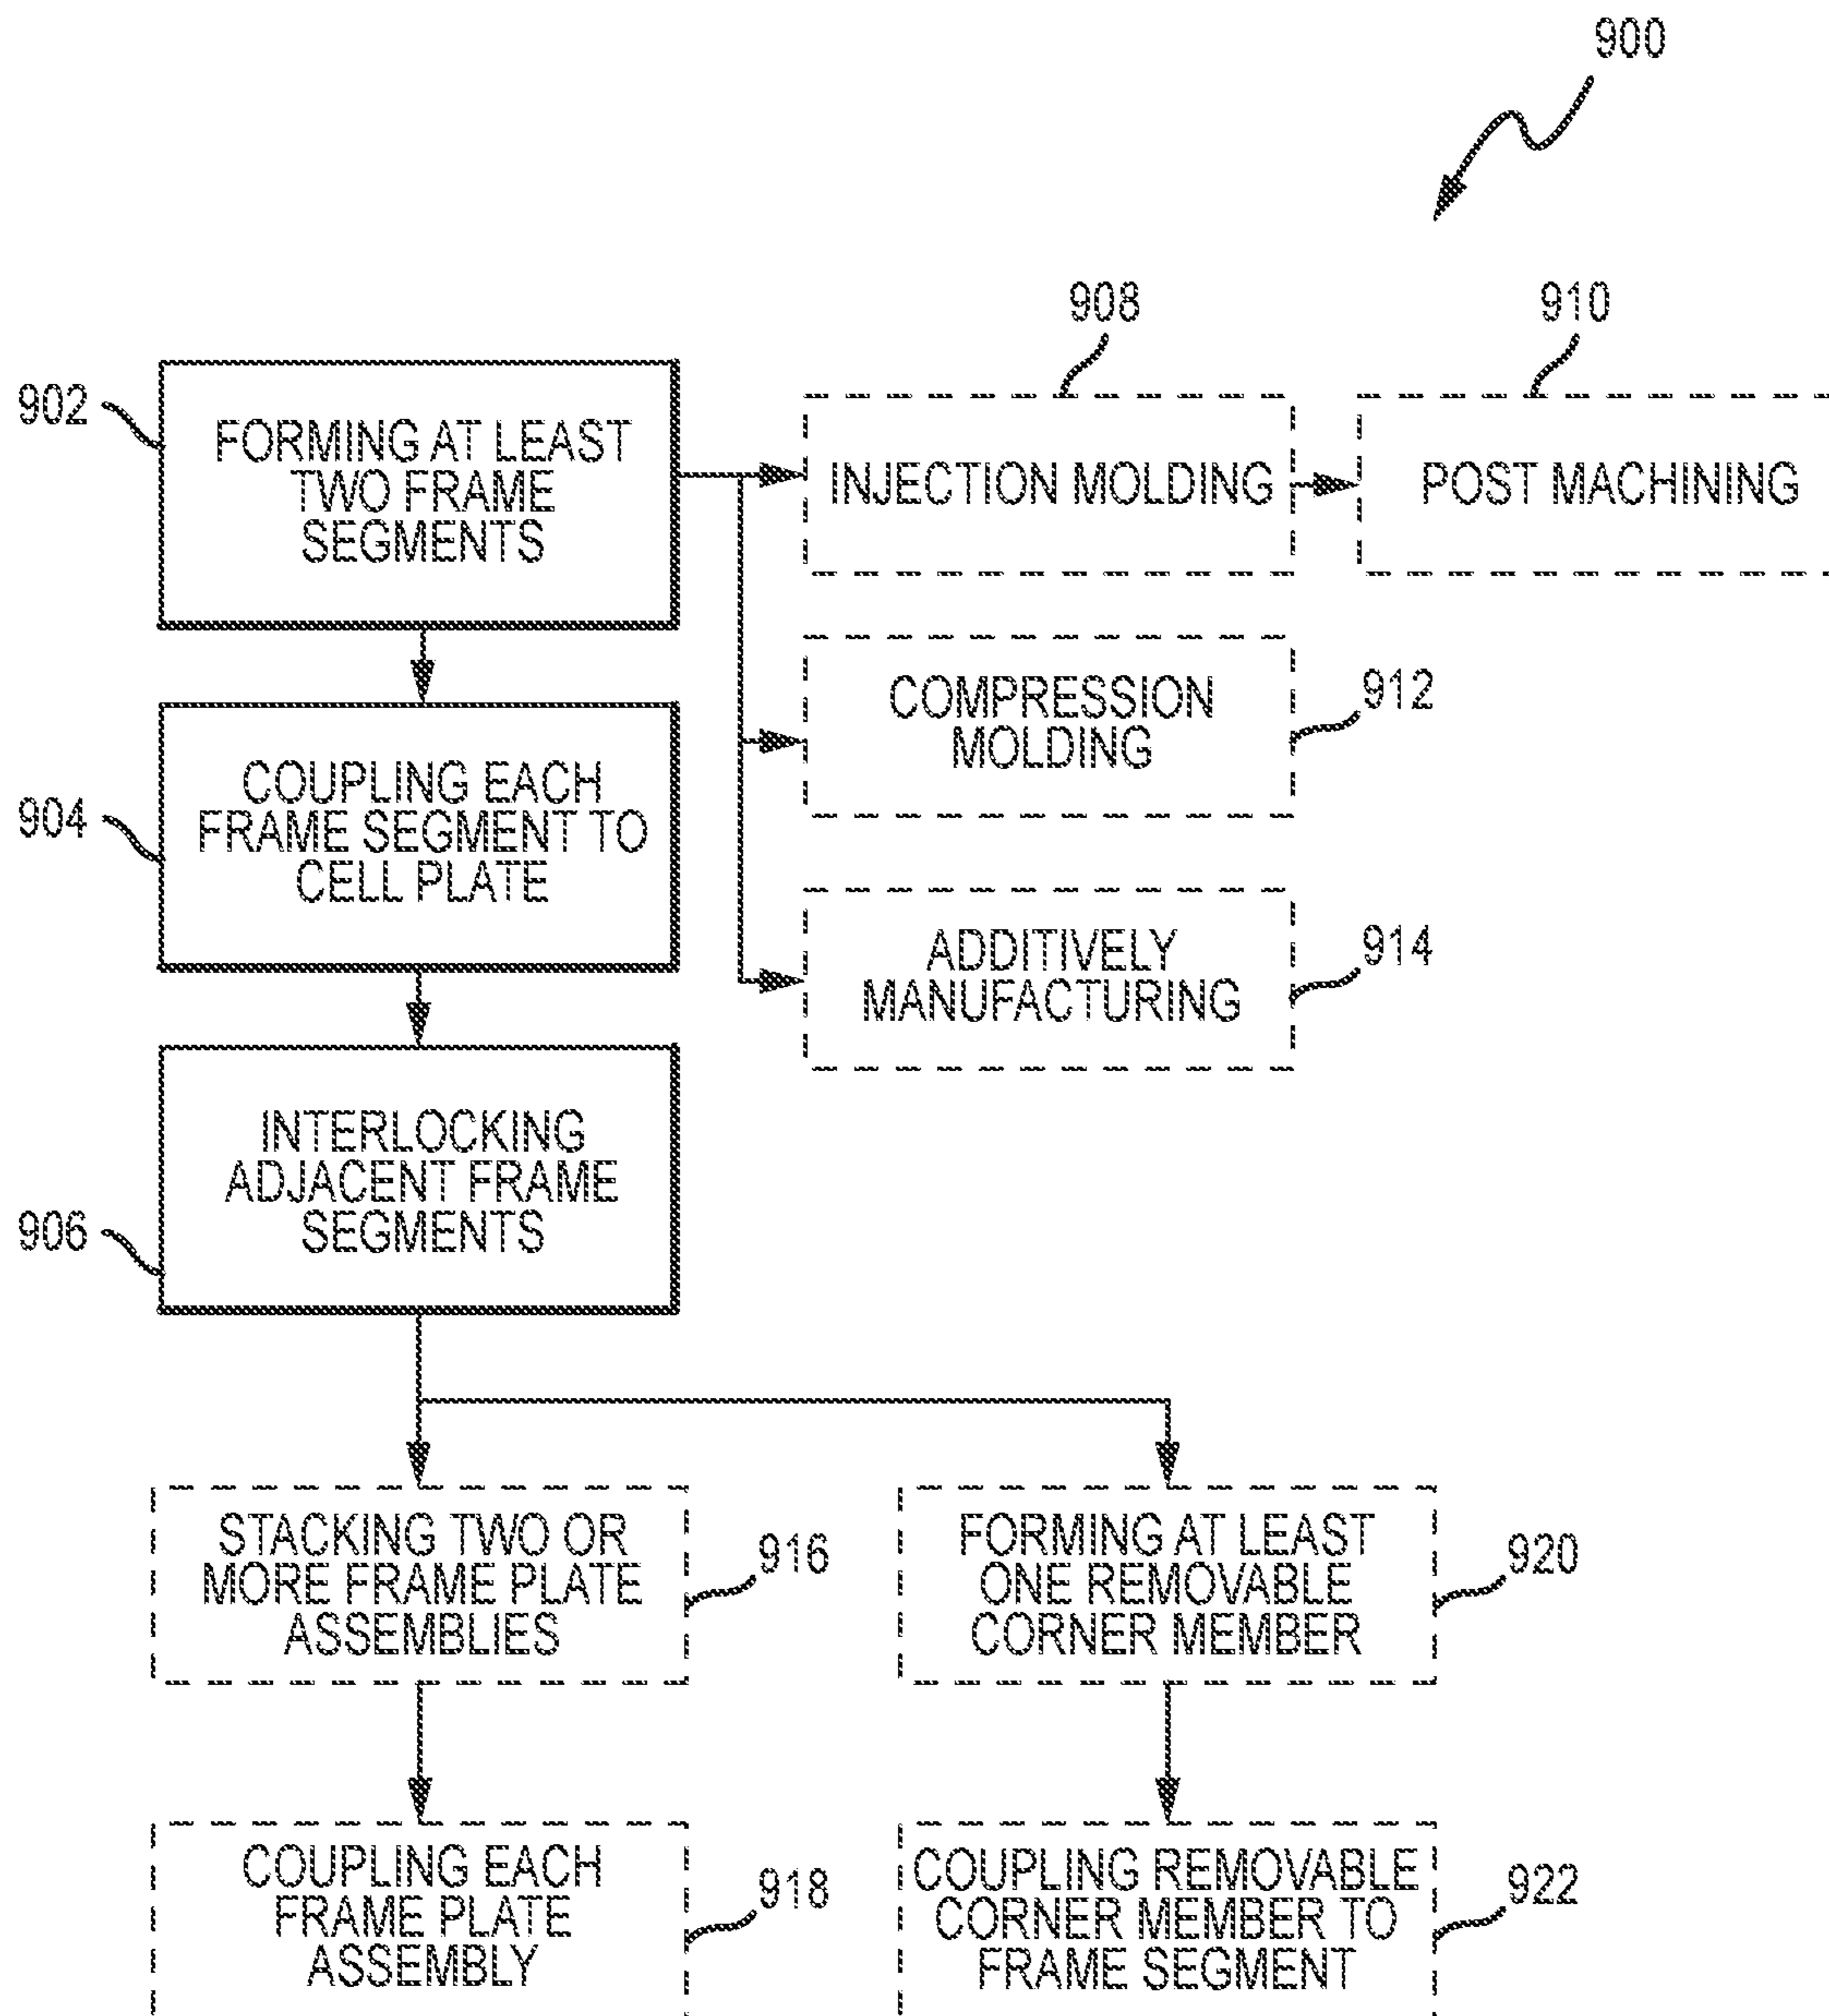 900
908
910
902
FORMING AT LEAST
TWO FRAME
SEGMENTS
INJECTION MOLDING
POST MACHINING
COMPRESSION
MOLDING
912
904
COUPLING EACH
FRAME SEGMENT TO
CELL PLATE
ADDITIVELY
MANUFACTURING
914
906
INTERLOCKING
ADJACENT FRAME
SEGMENTS
STACKING TWO OR
MORE FRAME PLATE
ASSEMBLIES
916
FORMING AT LEAST
ONE REMOVABLE
CORNER MEMBER
920
COUPLING EACH
FRAME PLATE
ASSEMBLY
918
COUPLING REMOVABLE
CORNER MEMBER TO
FRAME SEGMENT
922